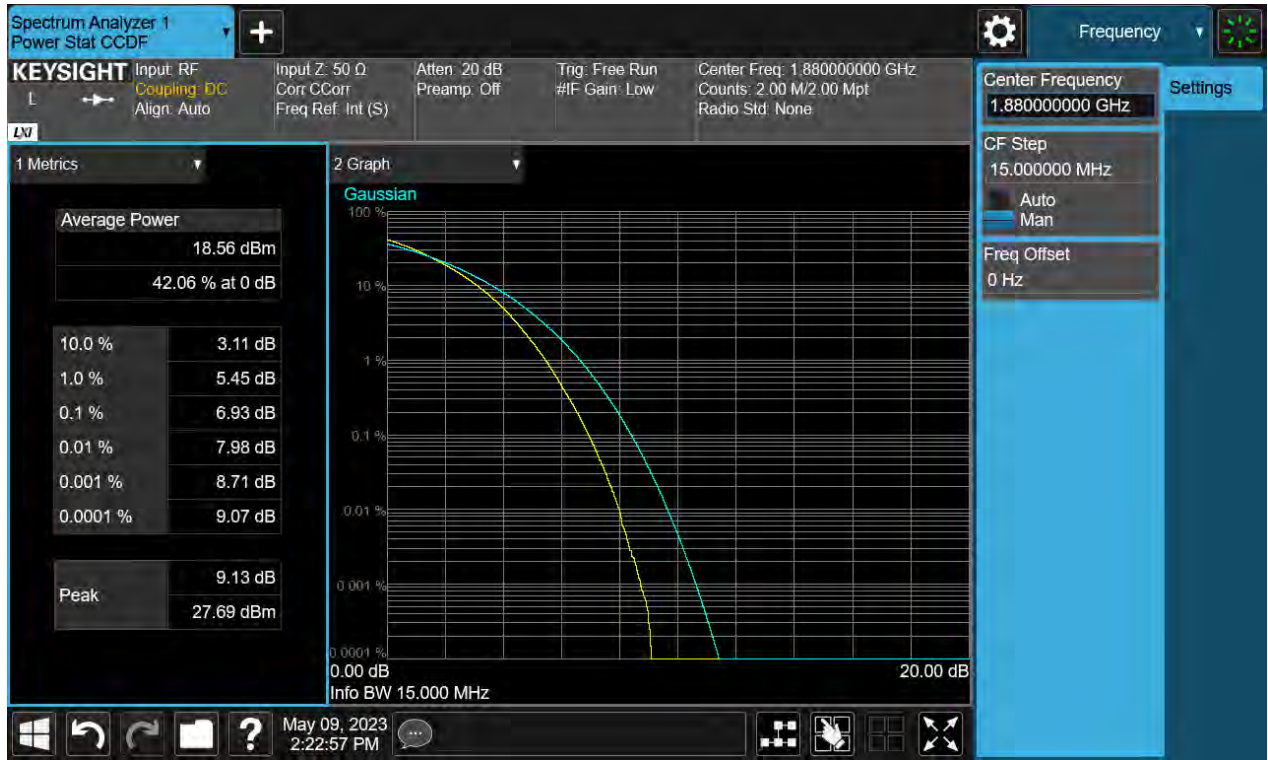 Spectrum Analyzer 1
Power Stat CCDF
Frequency
KEYSIGHT
L
LXI
Input: RF
Coupling: DC
Align: Auto
Input Z: 50 Ω
Corr CCorr
Freq Ref: Int (S)
Atten: 20 dB
Preamp: Off
Trig: Free Run
#IF Gain: Low
Center Freq: 1.880000000 GHz
Counts: 2.00 M/2.00 Mpt
Radio Std: None
Center Frequency
1.880000000 GHz
Settings
CF Step
15.000000 MHz
Auto
Man
Freq Offset
0 Hz
1 Metrics
Average Power
18.56 dBm
42.06 % at 0 dB
10.0 % 3.11 dB
1.0 % 5.45 dB
0.1 % 6.93 dB
0.01 % 7.98 dB
0.001 % 8.71 dB
0.0001 % 9.07 dB
Peak
9.13 dB
27.69 dBm
2 Graph
Gaussian
100 %
10 %
1 %
0.1 %
0.01 %
0.001 %
0.0001 %
0.00 dB 20.00 dB
Info BW 15.000 MHz
?
May 09, 2023
2:22:57 PM